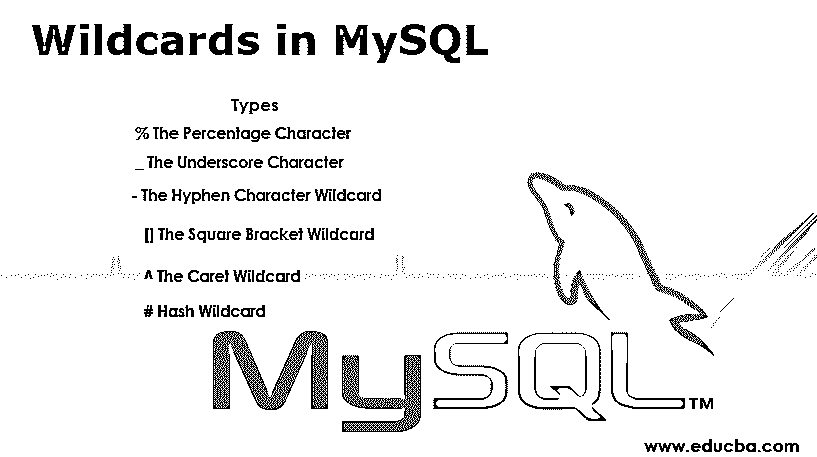 Wildcards in MySQL
Types
% The Percentage Character
_ The Underscore Character
- The Hyphen Character Wildcard
[] The Square Bracket Wildcard
^ The Caret Wildcard
# Hash Wildcard
MySQL™
www.educba.com